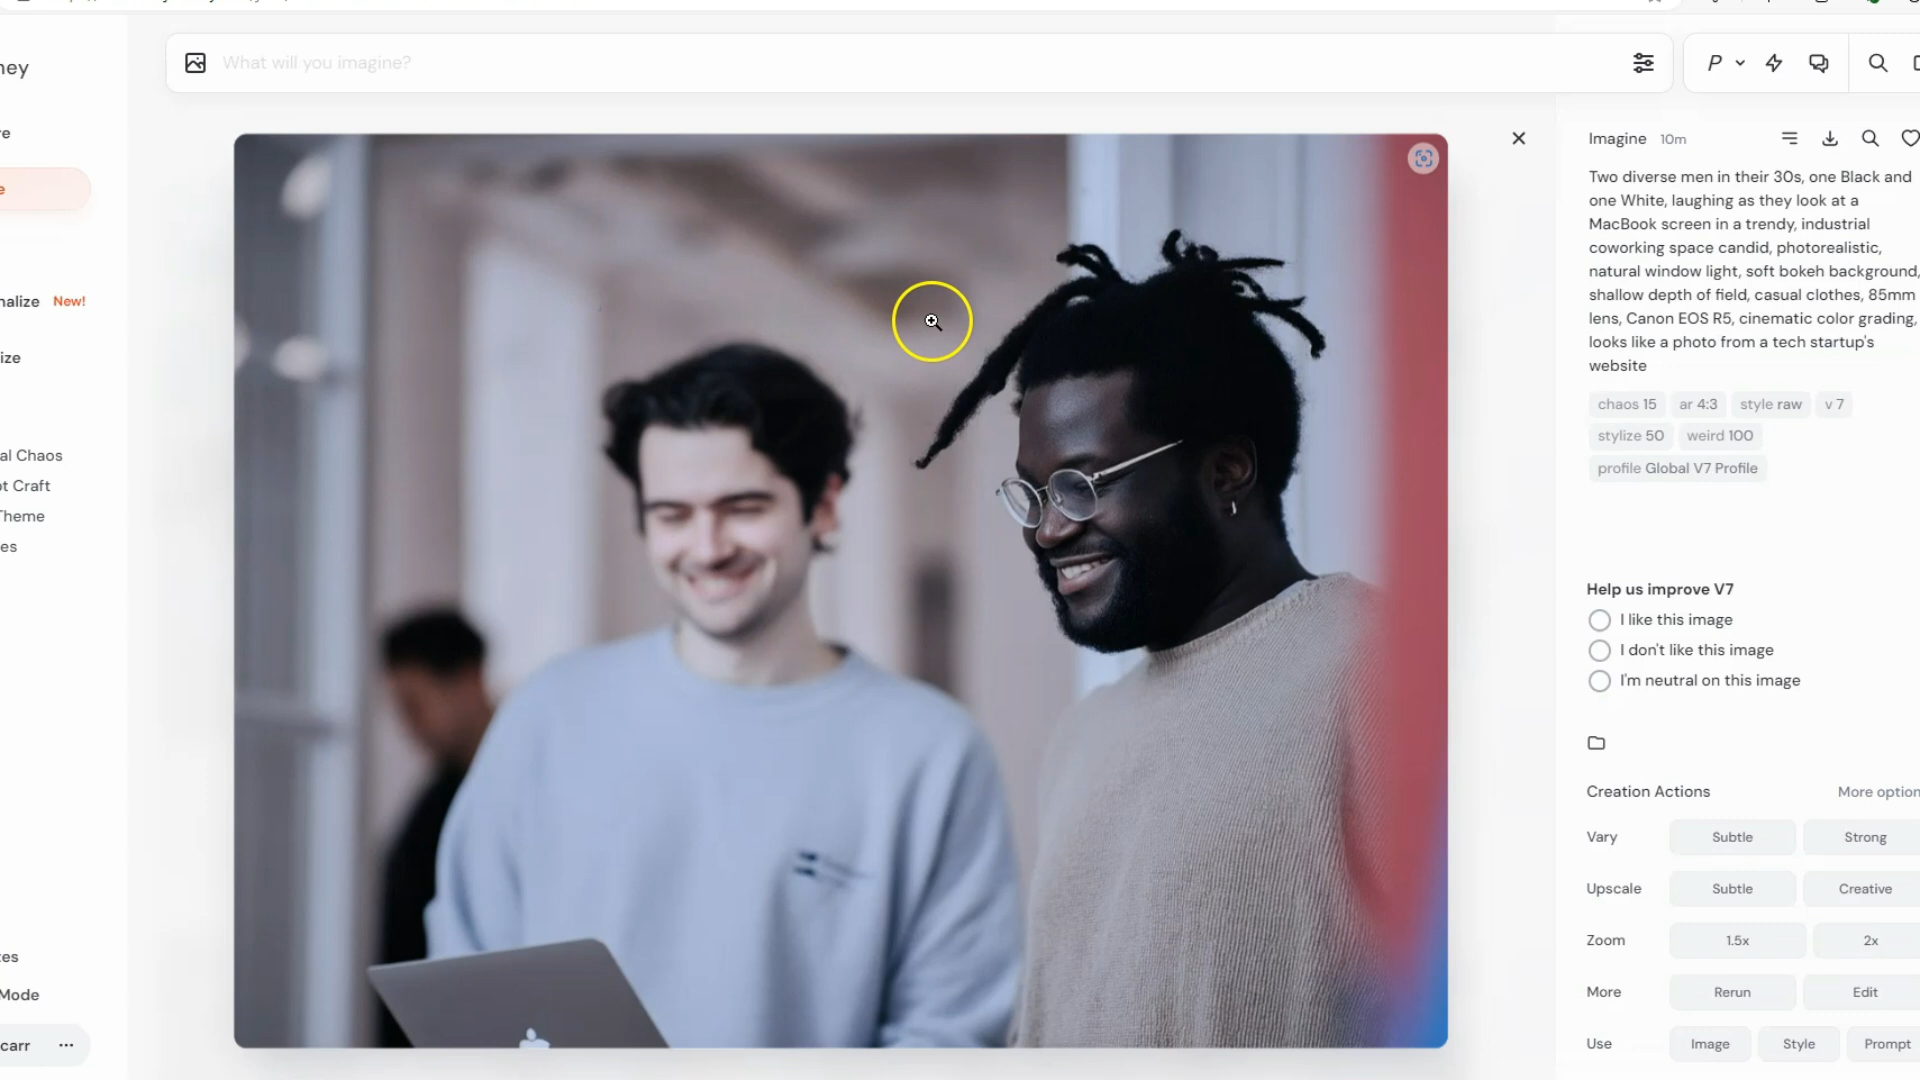 ney
What will you imagine?
P
ve
e
nalize New!
ize
al Chaos
ot Craft
Theme
es
tes
Mode
carr ...
Imagine 10m
Two diverse men in their 30s, one Black and
one White, laughing as they look at a
MacBook screen in a trendy, industrial
coworking space candid, photorealistic,
natural window light, soft bokeh background,
shallow depth of field, casual clothes, 85mm
lens, Canon EOS R5, cinematic color grading,
looks like a photo from a tech startup's
website
chaos 15 ar 4:3 style raw v 7
stylize 50 weird 100
profile Global V7 Profile
Help us improve V7
I like this image
I don't like this image
I'm neutral on this image
Creation Actions More option
Vary Subtle Strong
Upscale Subtle Creative
Zoom 1.5x 2x
More Rerun Edit
Use Image Style Prompt